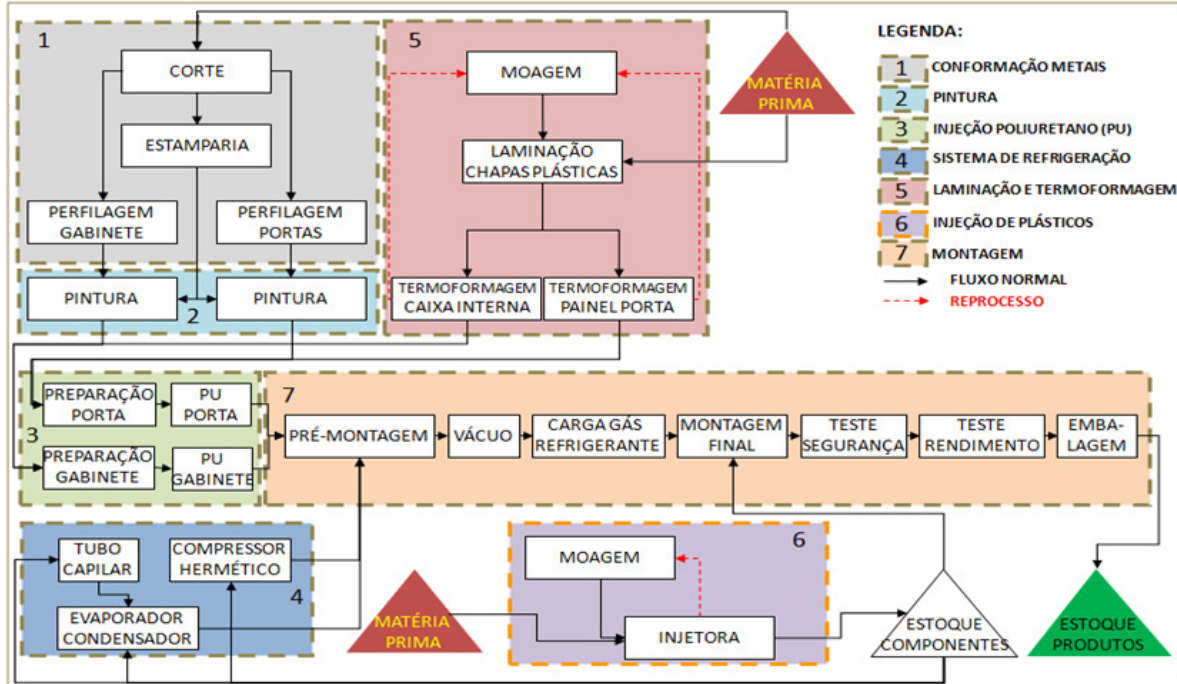 1
CORTE
ESTAMPARIA
PERFILAGEM
GABINETE
PERFILAGEM
PORTAS
PINTURA
PINTURA
2
5
MOAGEM
LAMINAÇÃO
CHAPAS PLÁSTICAS
TERMOFORMAGEM
CAIXA INTERNA
TERMOFORMAGEM
PAINEL PORTA
MATÉRIA
PRIMA
LEGENDA:
1 CONFORMAÇÃO METAIS
2 PINTURA
3 INJEÇÃO POLIURETANO (PU)
4 SISTEMA DE REFRIGERAÇÃO
5 LAMINAÇÃO E TERMOFORMAGEM
6 INJEÇÃO DE PLÁSTICOS
7 MONTAGEM
FLUXO NORMAL
REPROCESSO
PREPARAÇÃO
PORTA
PU
PORTA
3
PREPARAÇÃO
GABINETE
PU
GABINETE
7
PRÉ-MONTAGEM
VÁCUO
CARGA GÁS
REFRIGERANTE
MONTAGEM
FINAL
TESTE
SEGURANÇA
TESTE
RENDIMENTO
EMBA-
LAGEM
TUBO
CAPILAR
COMPRESSOR
HERMÉTICO
EVAPORADOR
CONDENSADOR
4
MATÉRIA
PRIMA
6
MOAGEM
INJETORA
ESTOQUE
COMPONENTES
ESTOQUE
PRODUTOS